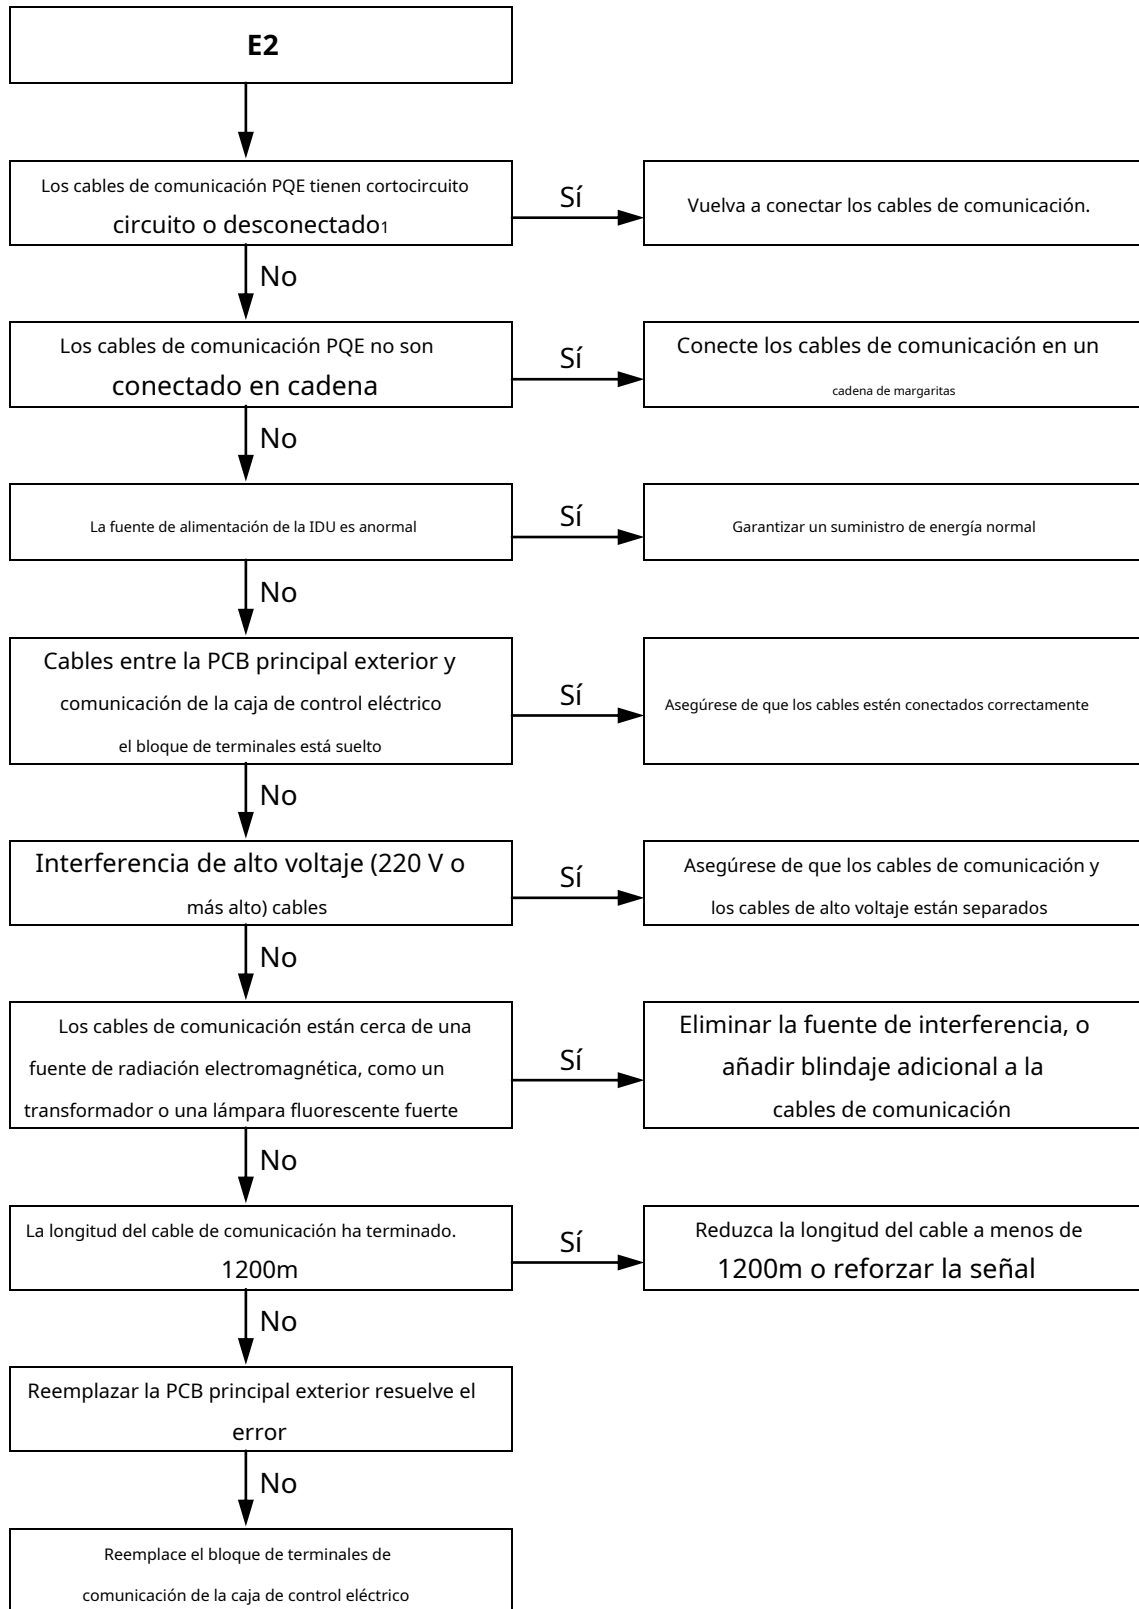 E2
Los cables de comunicación PQE tienen cortocircuito
circuito o desconectado1
Sí
Vuelva a conectar los cables de comunicación.
No
Los cables de comunicación PQE no son
conectado en cadena
Sí
Conecte los cables de comunicación en un
cadena de margaritas
No
La fuente de alimentación de la IDU es anormal
Sí
Garantizar un suministro de energía normal
No
Cables entre la PCB principal exterior y
comunicación de la caja de control eléctrico
el bloque de terminales está suelto
Sí
Asegúrese de que los cables estén conectados correctamente
No
Interferencia de alto voltaje (220 V o
más alto) cables
Sí
Asegúrese de que los cables de comunicación y
los cables de alto voltaje están separados
No
Los cables de comunicación están cerca de una
fuente de radiación electromagnética, como un
transformador o una lámpara fluorescente fuerte
Sí
Eliminar la fuente de interferencia, o
añadir blindaje adicional a la
cables de comunicación
No
La longitud del cable de comunicación ha terminado.
1200m
Sí
Reduzca la longitud del cable a menos de
1200m o reforzar la señal
No
Reemplazar la PCB principal exterior resuelve el
error
No
Reemplace el bloque de terminales de
comunicación de la caja de control eléctrico